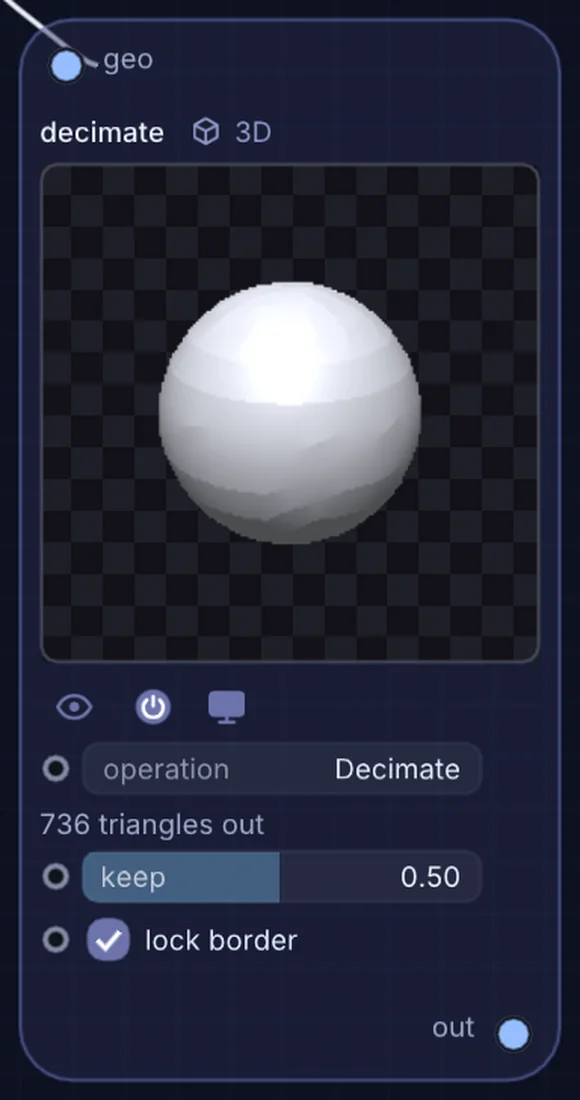 geo
decimate 3D
operation Decimate
736 triangles out
keep 0.50
lock border
out